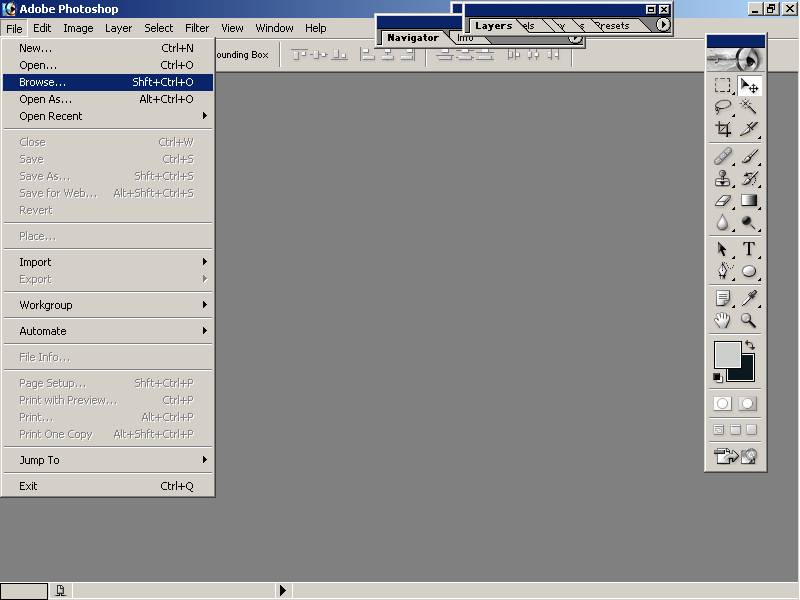 Adobe Photoshop
File Edit Image Layer Select Filter View Window Help
Layers els y s Presets
Navigator Info
ounding Box
New... Ctrl+N
Open... Ctrl+O
Browse... Shft+Ctrl+O
Open As... Alt+Ctrl+O
Open Recent
Close Ctrl+W
Save Ctrl+S
Save As... Shft+Ctrl+S
Save for Web... Alt+Shft+Ctrl+S
Revert
Place...
Import
Export
Workgroup
Automate
File Info...
Page Setup... Shft+Ctrl+P
Print with Preview... Ctrl+P
Print... Alt+Ctrl+P
Print One Copy Alt+Shft+Ctrl+P
Jump To
Exit Ctrl+Q
T